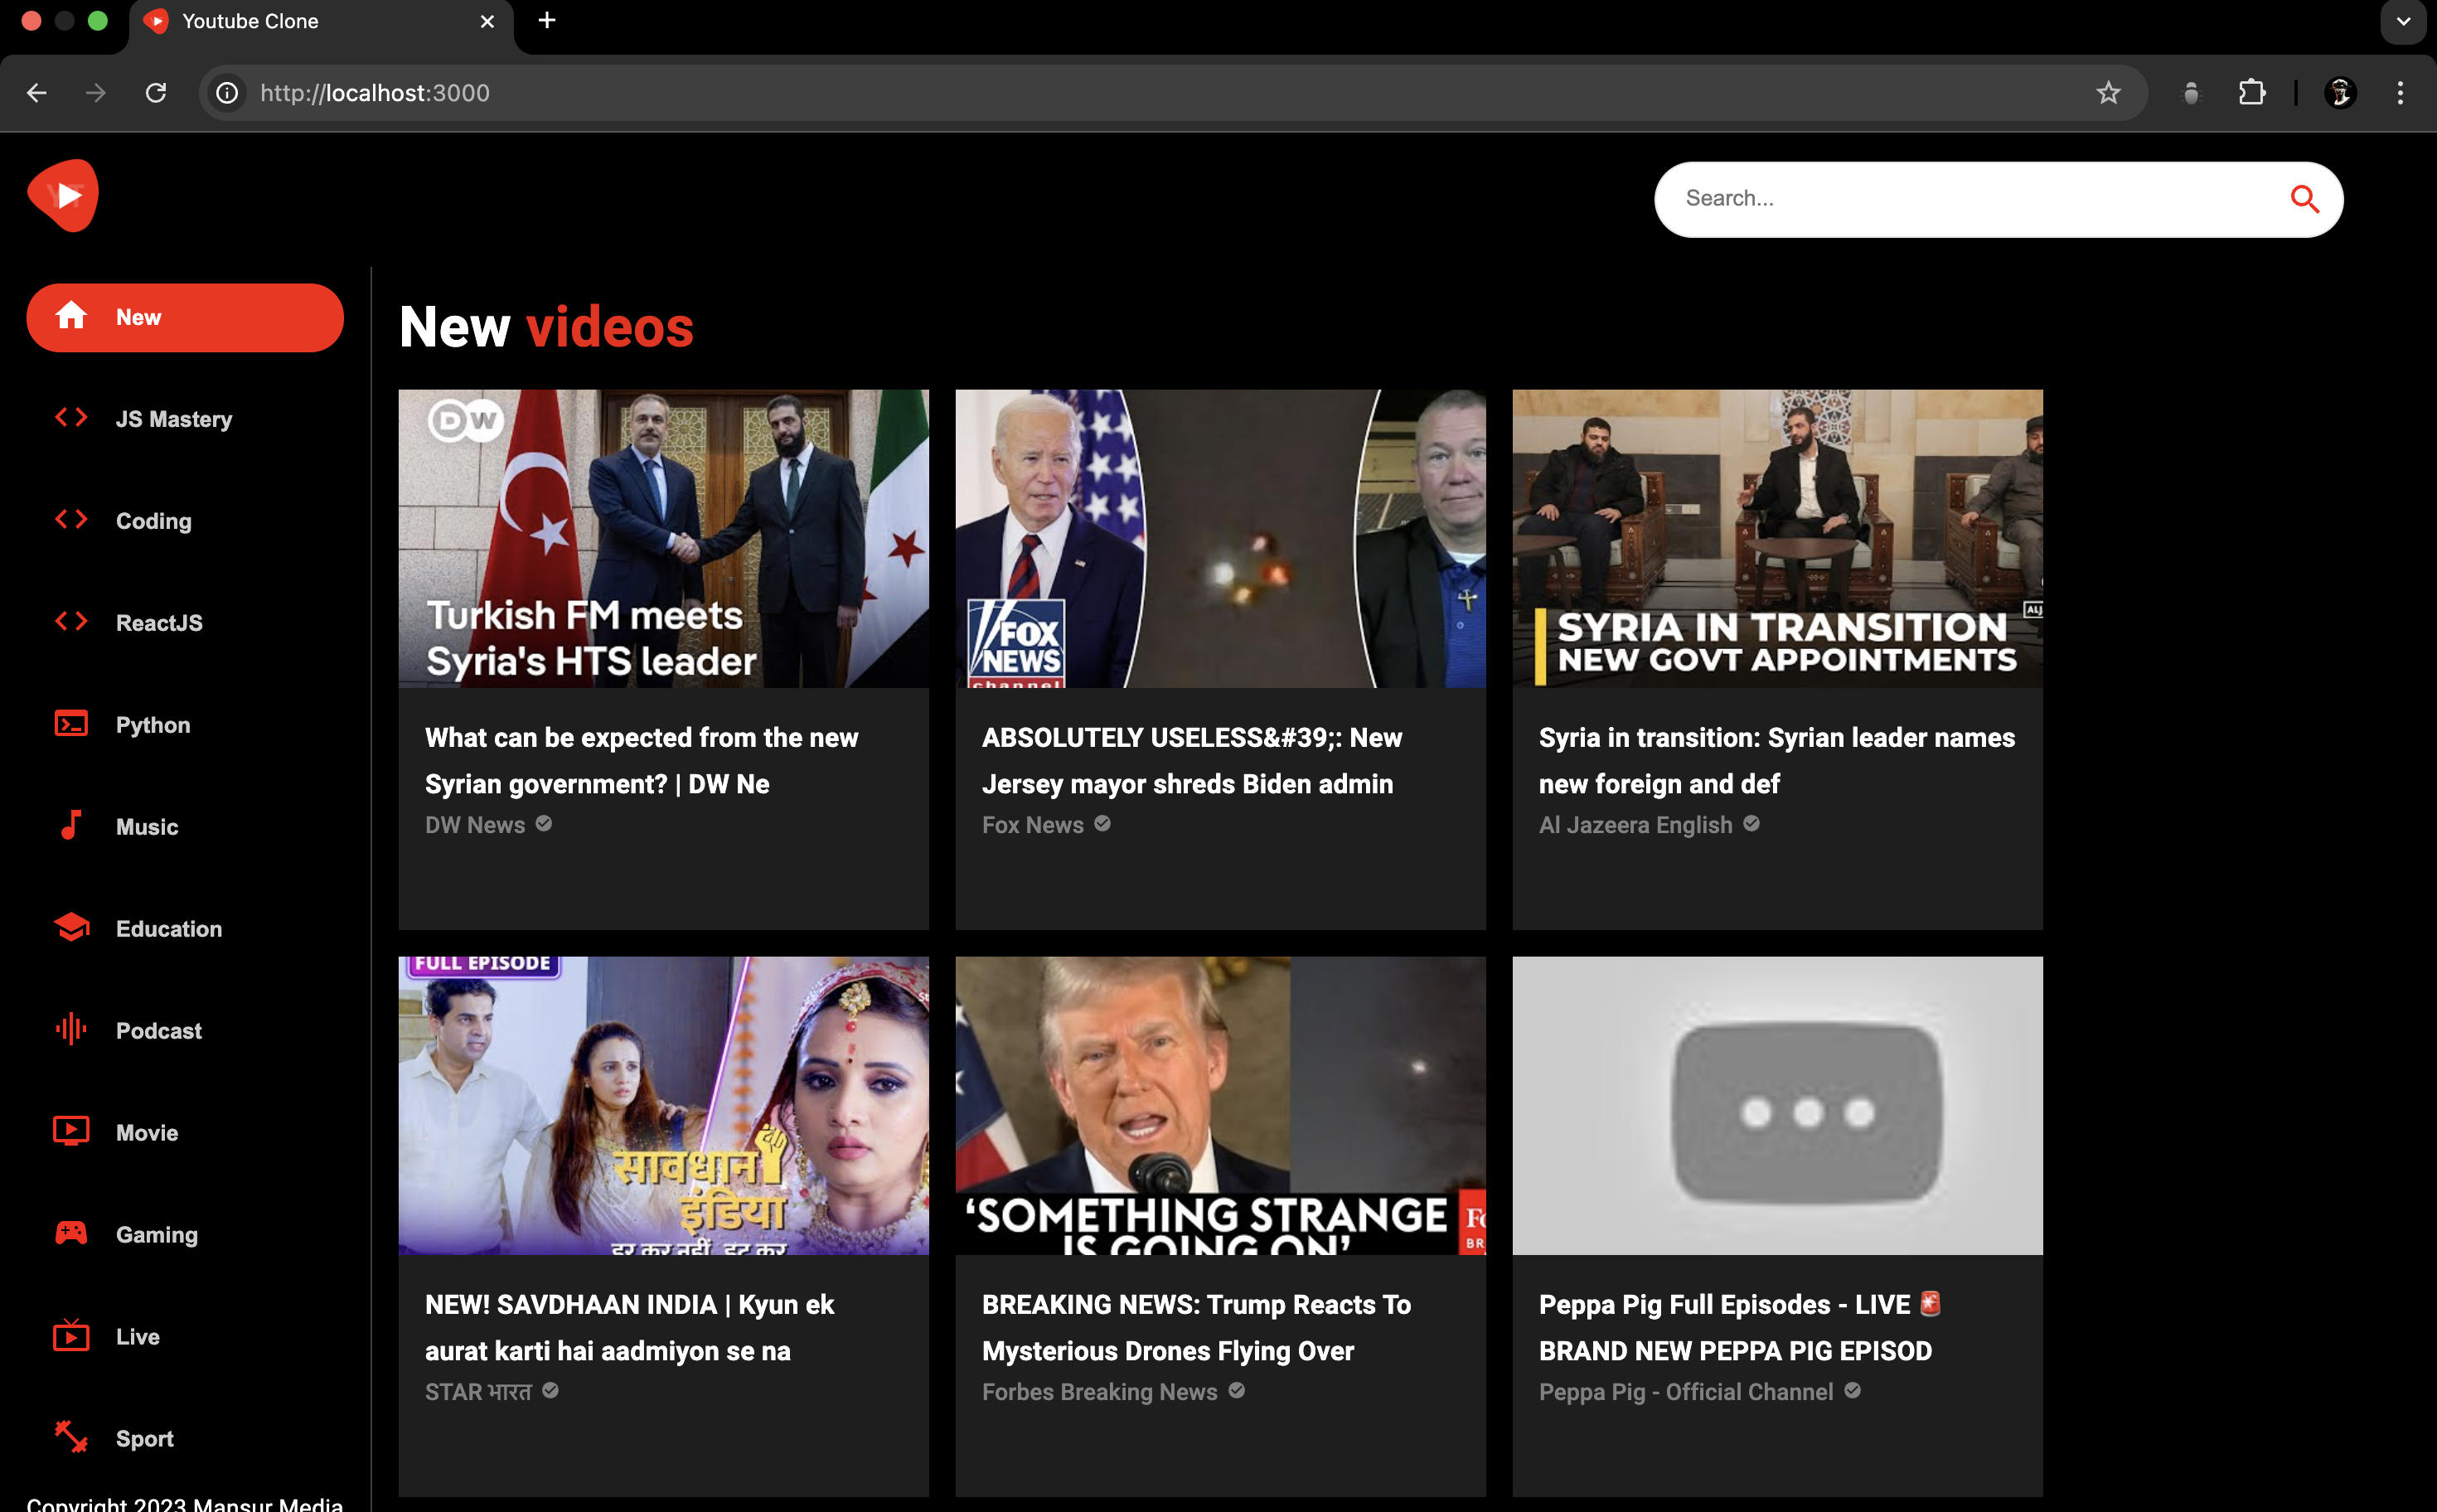 Youtube Clone
http://localhost:3000
YT
Search...
New
JS Mastery
Coding
ReactJS
Python
Music
Education
Podcast
Movie
Gaming
Live
Sport
Copyright 2023 Mansur Media
New videos
DW
Turkish FM meets
Syria's HTS leader
What can be expected from the new
Syrian government? | DW Ne
DW News
FOX
NEWS
channel
ABSOLUTELY USELESS&#39;: New
Jersey mayor shreds Biden admin
Fox News
SYRIA IN TRANSITION
NEW GOVT APPOINTMENTS
Syria in transition: Syrian leader names
new foreign and def
Al Jazeera English
FULL EPISODE
सावधान
इंडिया
डर कर नहीं, डट कर
NEW! SAVDHAAN INDIA | Kyun ek
aurat karti hai aadmiyon se na
STAR भारत
‘SOMETHING STRANGE
IS GOING ON’
BREAKING NEWS: Trump Reacts To
Mysterious Drones Flying Over
Forbes Breaking News
Peppa Pig Full Episodes - LIVE 🚨
BRAND NEW PEPPA PIG EPISOD
Peppa Pig - Official Channel